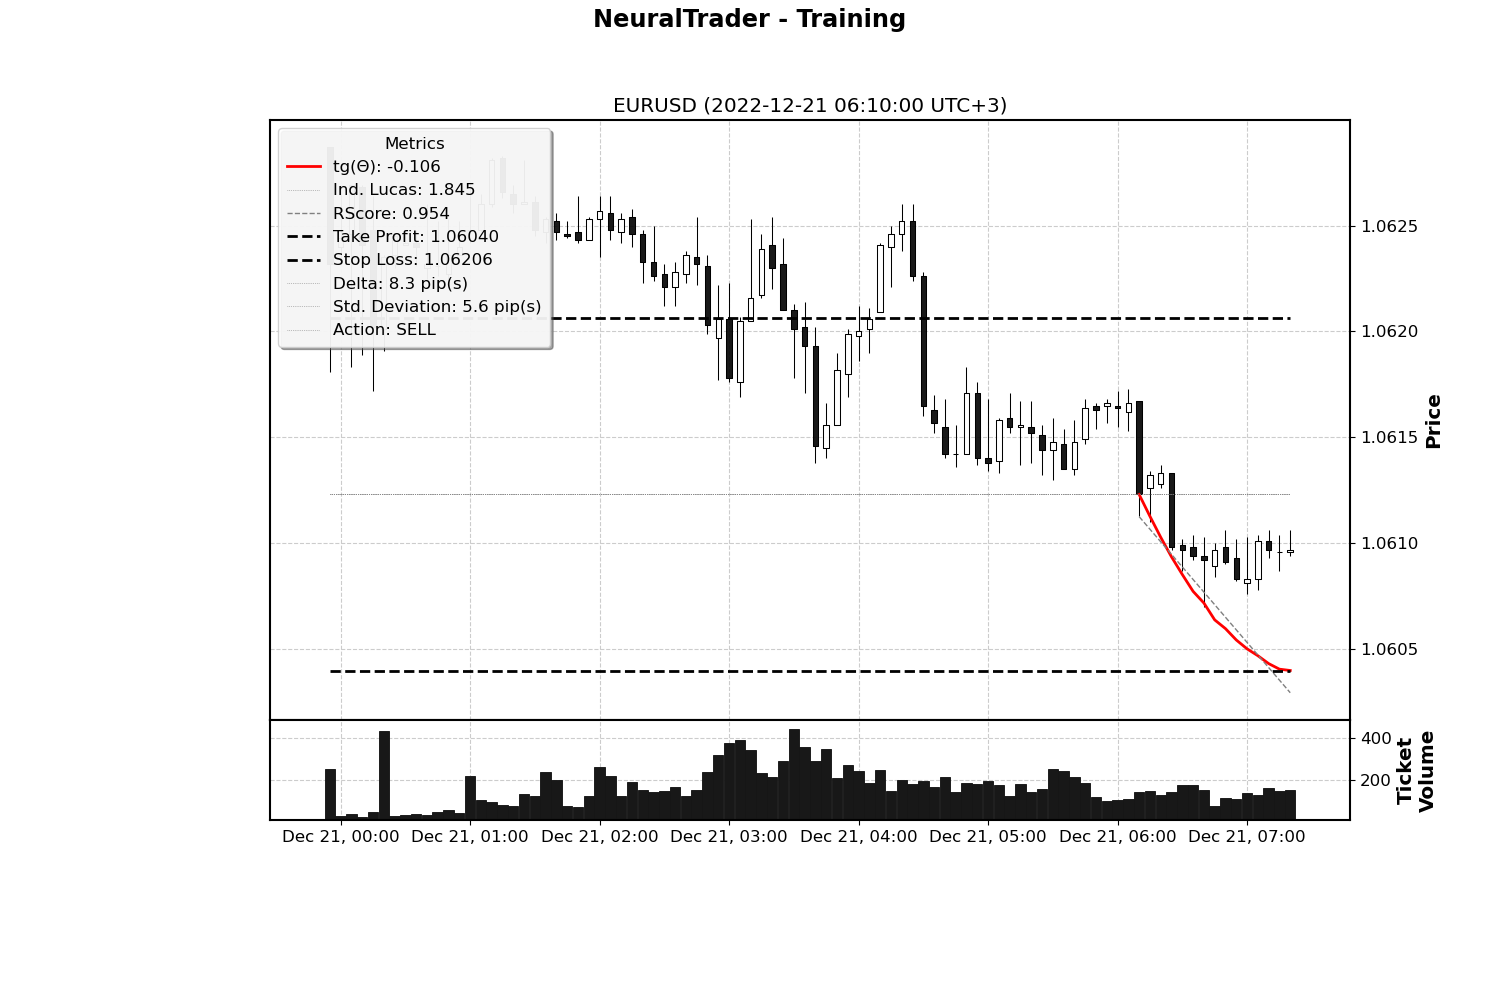 NeuralTrader - Training
EURUSD (2022-12-21 06:10:00 UTC+3)
Metrics
tg(Θ): -0.106
Ind. Lucas: 1.845
RScore: 0.954
Take Profit: 1.06040
Stop Loss: 1.06206
Delta: 8.3 pip(s)
Std. Deviation: 5.6 pip(s)
Action: SELL
1.0625
1.0620
1.0615
1.0610
1.0605
Price
400
200
Ticket
Volume
Dec 21, 00:00 Dec 21, 01:00 Dec 21, 02:00 Dec 21, 03:00 Dec 21, 04:00 Dec 21, 05:00 Dec 21, 06:00 Dec 21, 07:00